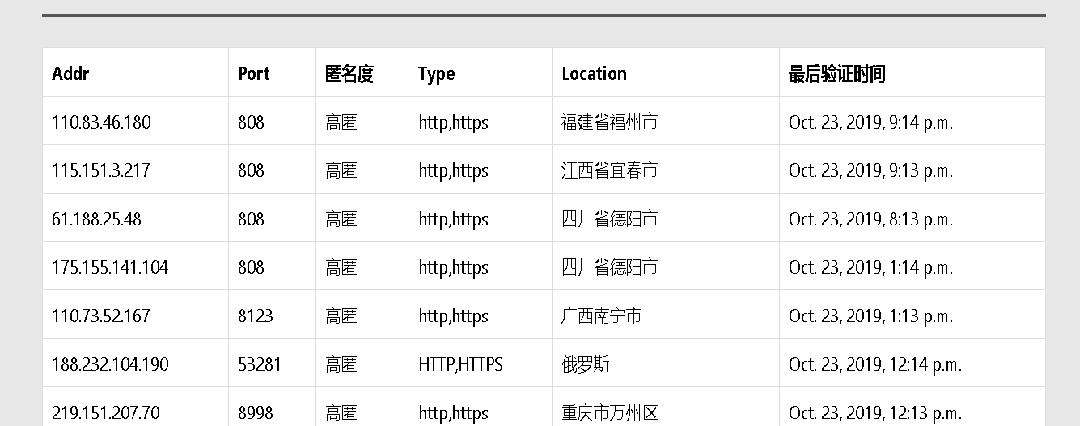 Addr Port 匿名度 Type Location 最后验证时间
110.83.46.180 808 高匿 http,https 福建省福州市 Oct. 23, 2019, 9:14 p.m.
115.151.3.217 808 高匿 http,https 江西省宜春市 Oct. 23, 2019, 9:13 p.m.
61.188.25.48 808 高匿 http,https 四川省德阳市 Oct. 23, 2019, 8:13 p.m.
175.155.141.104 808 高匿 http,https 四川省德阳市 Oct. 23, 2019, 1:14 p.m.
110.73.52.167 8123 高匿 http,https 广西南宁市 Oct. 23, 2019, 1:13 p.m.
188.232.104.190 53281 高匿 HTTP,HTTPS 俄罗斯 Oct. 23, 2019, 12:14 p.m.
219.151.207.70 8998 高匿 http,https 重庆市万州区 Oct. 23, 2019, 12:13 p.m.